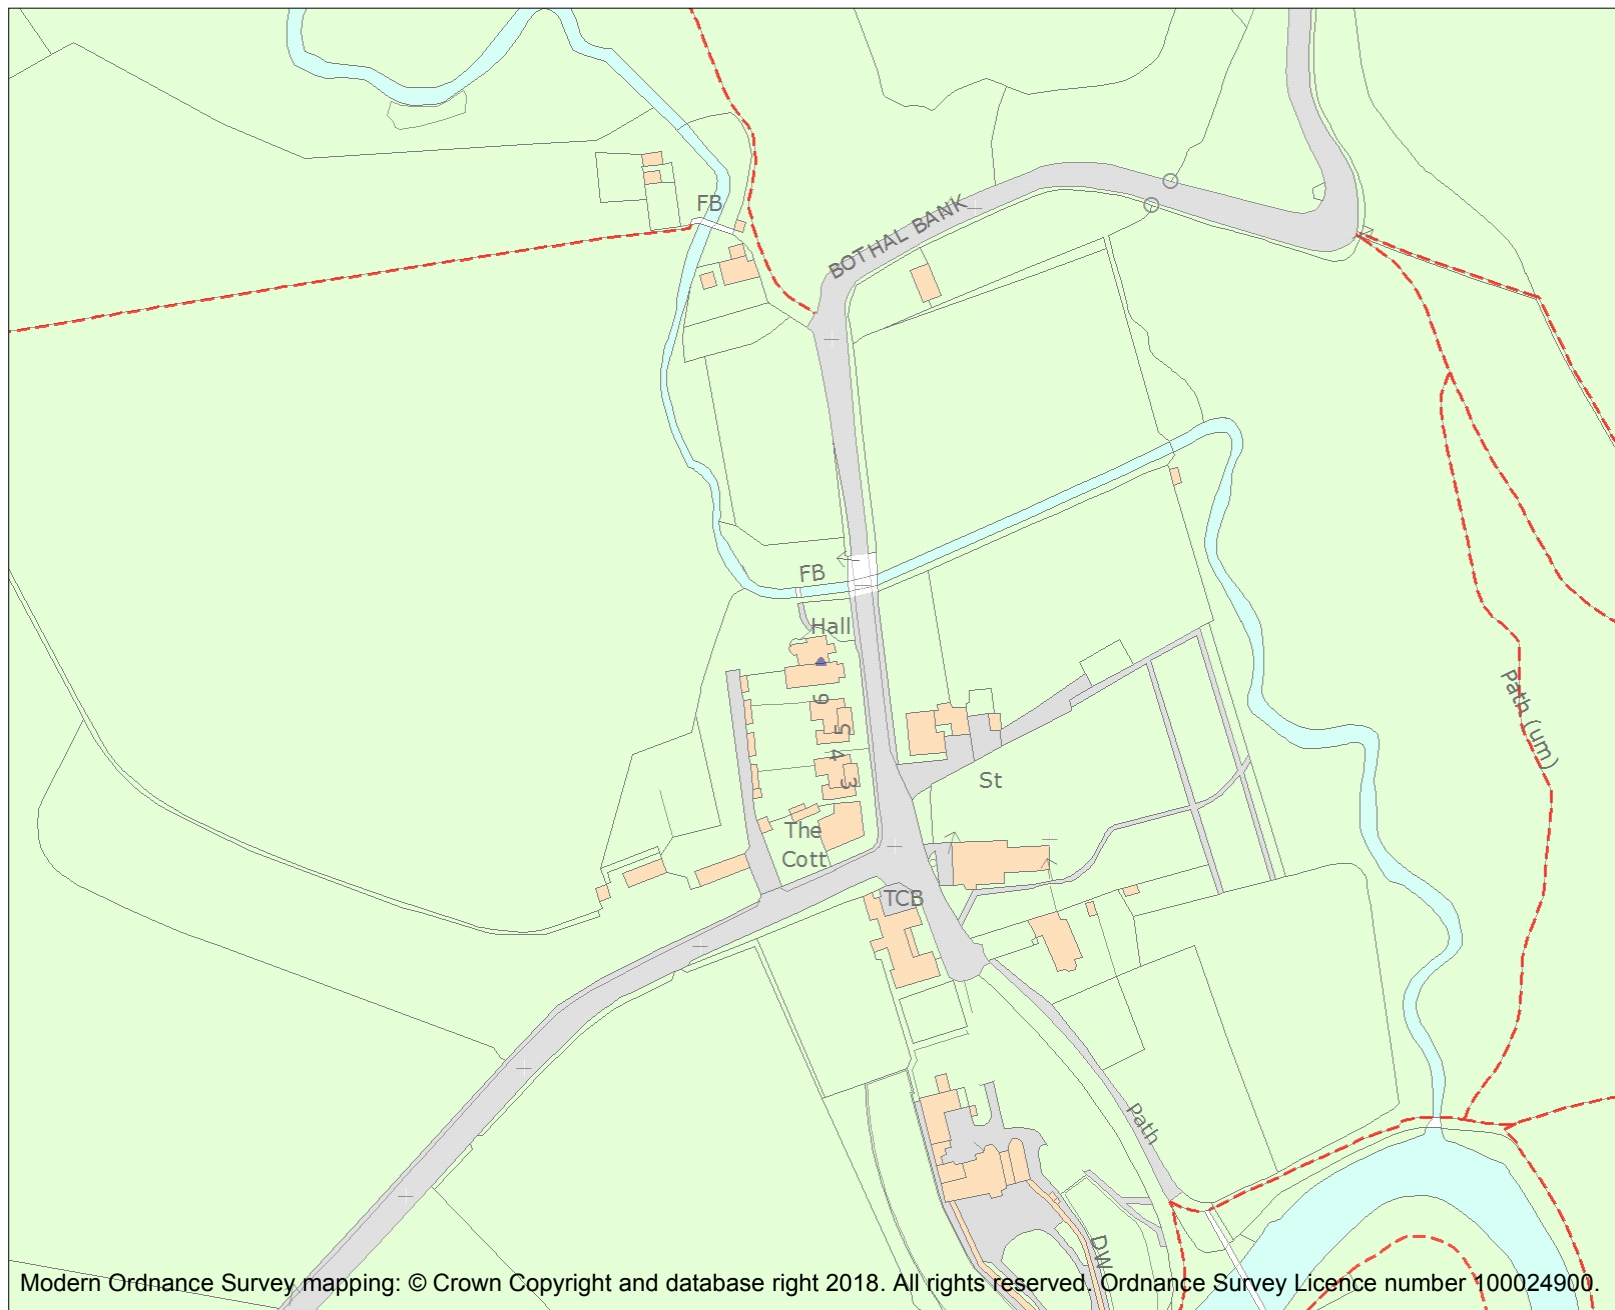 FB
BOTHAL BANK
FB
Hall
6
5
4
3
St
The
Cott
TCB
Path (um)
Path
DW
Modern Ordnance Survey mapping: © Crown Copyright and database right 2018. All rights reserved. Ordnance Survey Licence number 100024900.